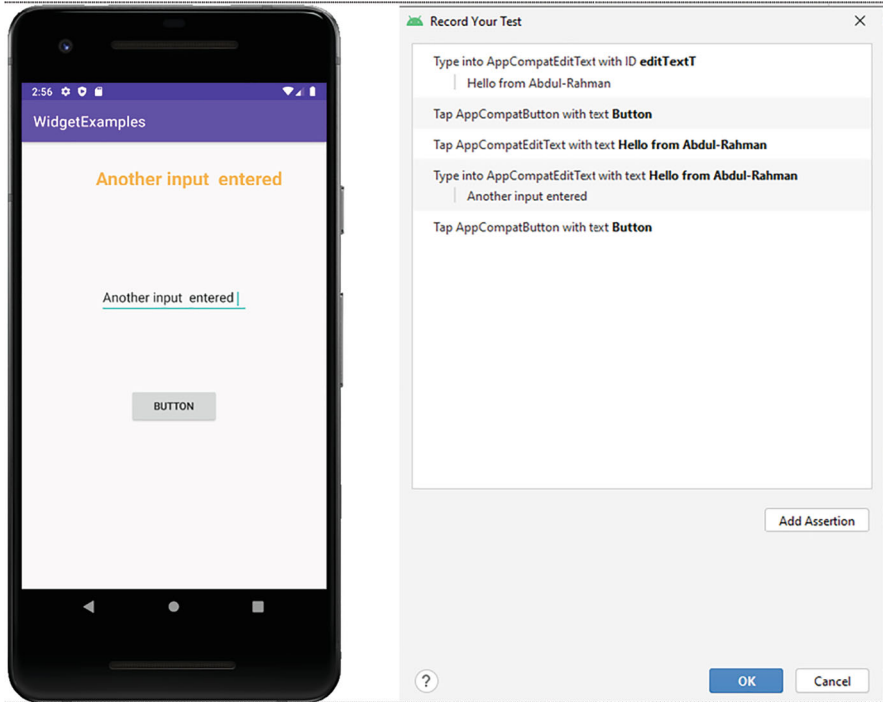 2:56
WidgetExamples
Another input  entered
Another input  entered
BUTTON
Record Your Test
Type into AppCompatEditText with ID editTextT
Hello from Abdul-Rahman
Tap AppCompatButton with text Button
Tap AppCompatEditText with text Hello from Abdul-Rahman
Type into AppCompatEditText with text Hello from Abdul-Rahman
Another input entered
Tap AppCompatButton with text Button
Add Assertion
?
OK
Cancel